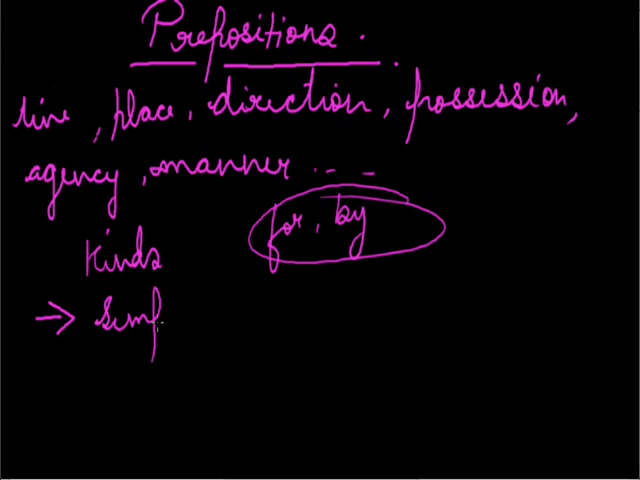 Prepositions.
time, place, direction, possession,
agency, manner ...
for, by
Kinds
→ Simp